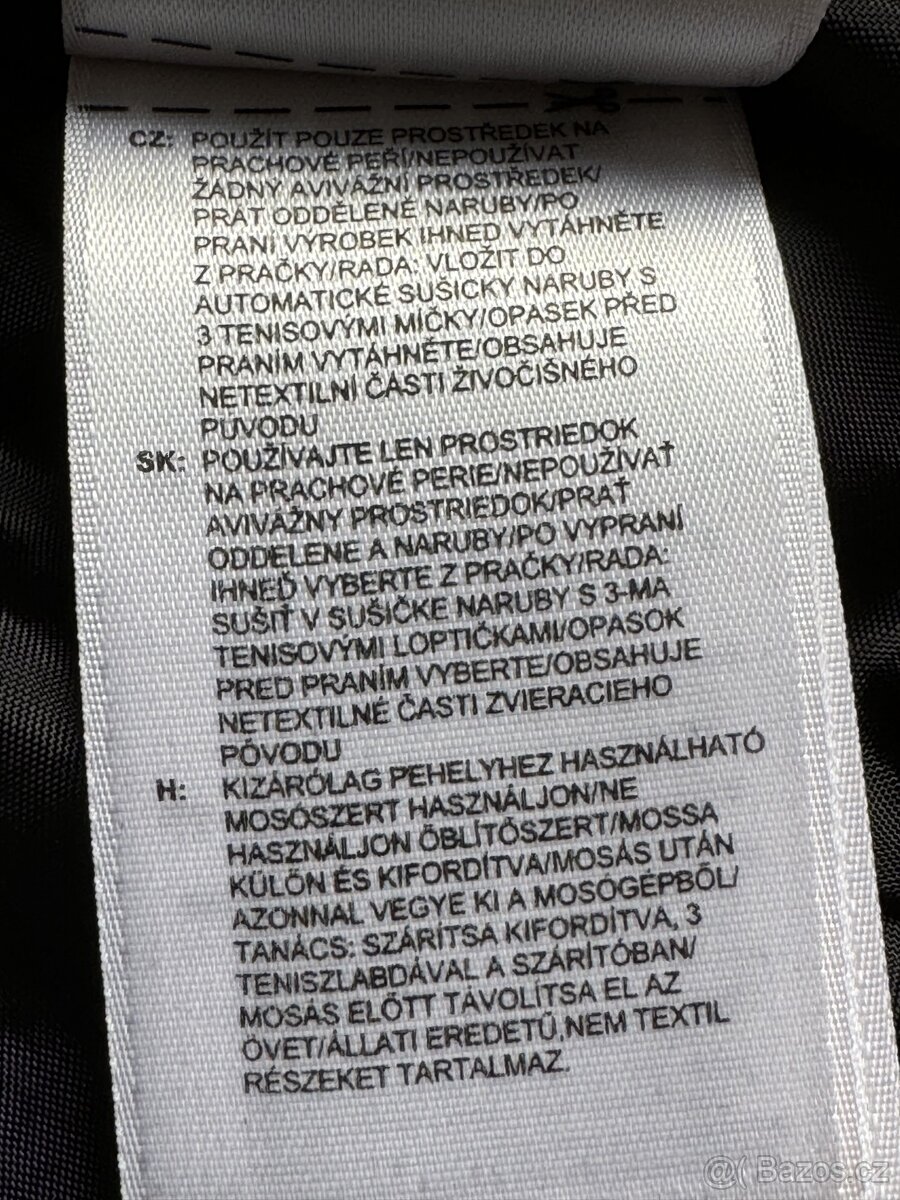 CZ: POUŽÍT POUZE PROSTŘEDEK NA
PRACHOVÉ PEŘÍ/NEPOUŽÍVAT
ŽÁDNÝ AVIVÁŽNÍ PROSTŘEDEK/
PRÁT ODDĚLENĚ NARUBY/PO
PRANÍ VÝROBEK IHNED VYTÁHNĚTE
Z PRAČKY/RADA: VLOŽIT DO
AUTOMATICKÉ SUŠIČKY NARUBY S
3 TENISOVÝMI MÍČKY/OPASEK PŘED
PRANÍM VYTÁHNĚTE/OBSAHUJE
NETEXTILNÍ ČÁSTI ŽIVOČIŠNÉHO
PUVODU
SK: POUŽÍVAJTE LEN PROSTRIEDOK
NA PRACHOVÉ PERIE/NEPOUŽÍVAŤ
AVIVÁŽNY PROSTRIEDOK/PRAŤ
ODDELENE A NARUBY/PO VYPRANÍ
IHNEĎ VYBERTE Z PRAČKY/RADA:
SUŠIŤ V SUŠIČKE NARUBY S 3-MA
TENISOVÝMI LOPTIČKAMI/OPASOK
PRED PRANÍM VYBERTE/OBSAHUJE
NETEXTILNÉ ČASTI ZVIERACIEHO
PÔVODU
H: KIZÁRÓLAG PEHELYHEZ HASZNÁLHATÓ
MOSÓSZERT HASZNÁLJON/NE
HASZNÁLJON ÖBLÍTŐSZERT/MOSSA
KÜLÖN ÉS KIFORDÍTVA/MOSÁS UTÁN
AZONNAL VEGYE KI A MOSÓGÉPBŐL/
TANÁCS: SZÁRÍTSA KIFORDÍTVA, 3
TENISZLABDÁVAL A SZÁRÍTÓBAN/
MOSÁS ELŐTT TÁVOLÍTSA EL AZ
ÖVET/ÁLLATI EREDETŰ,NEM TEXTIL
RÉSZEKET TARTALMAZ.
@( Bazos.cz